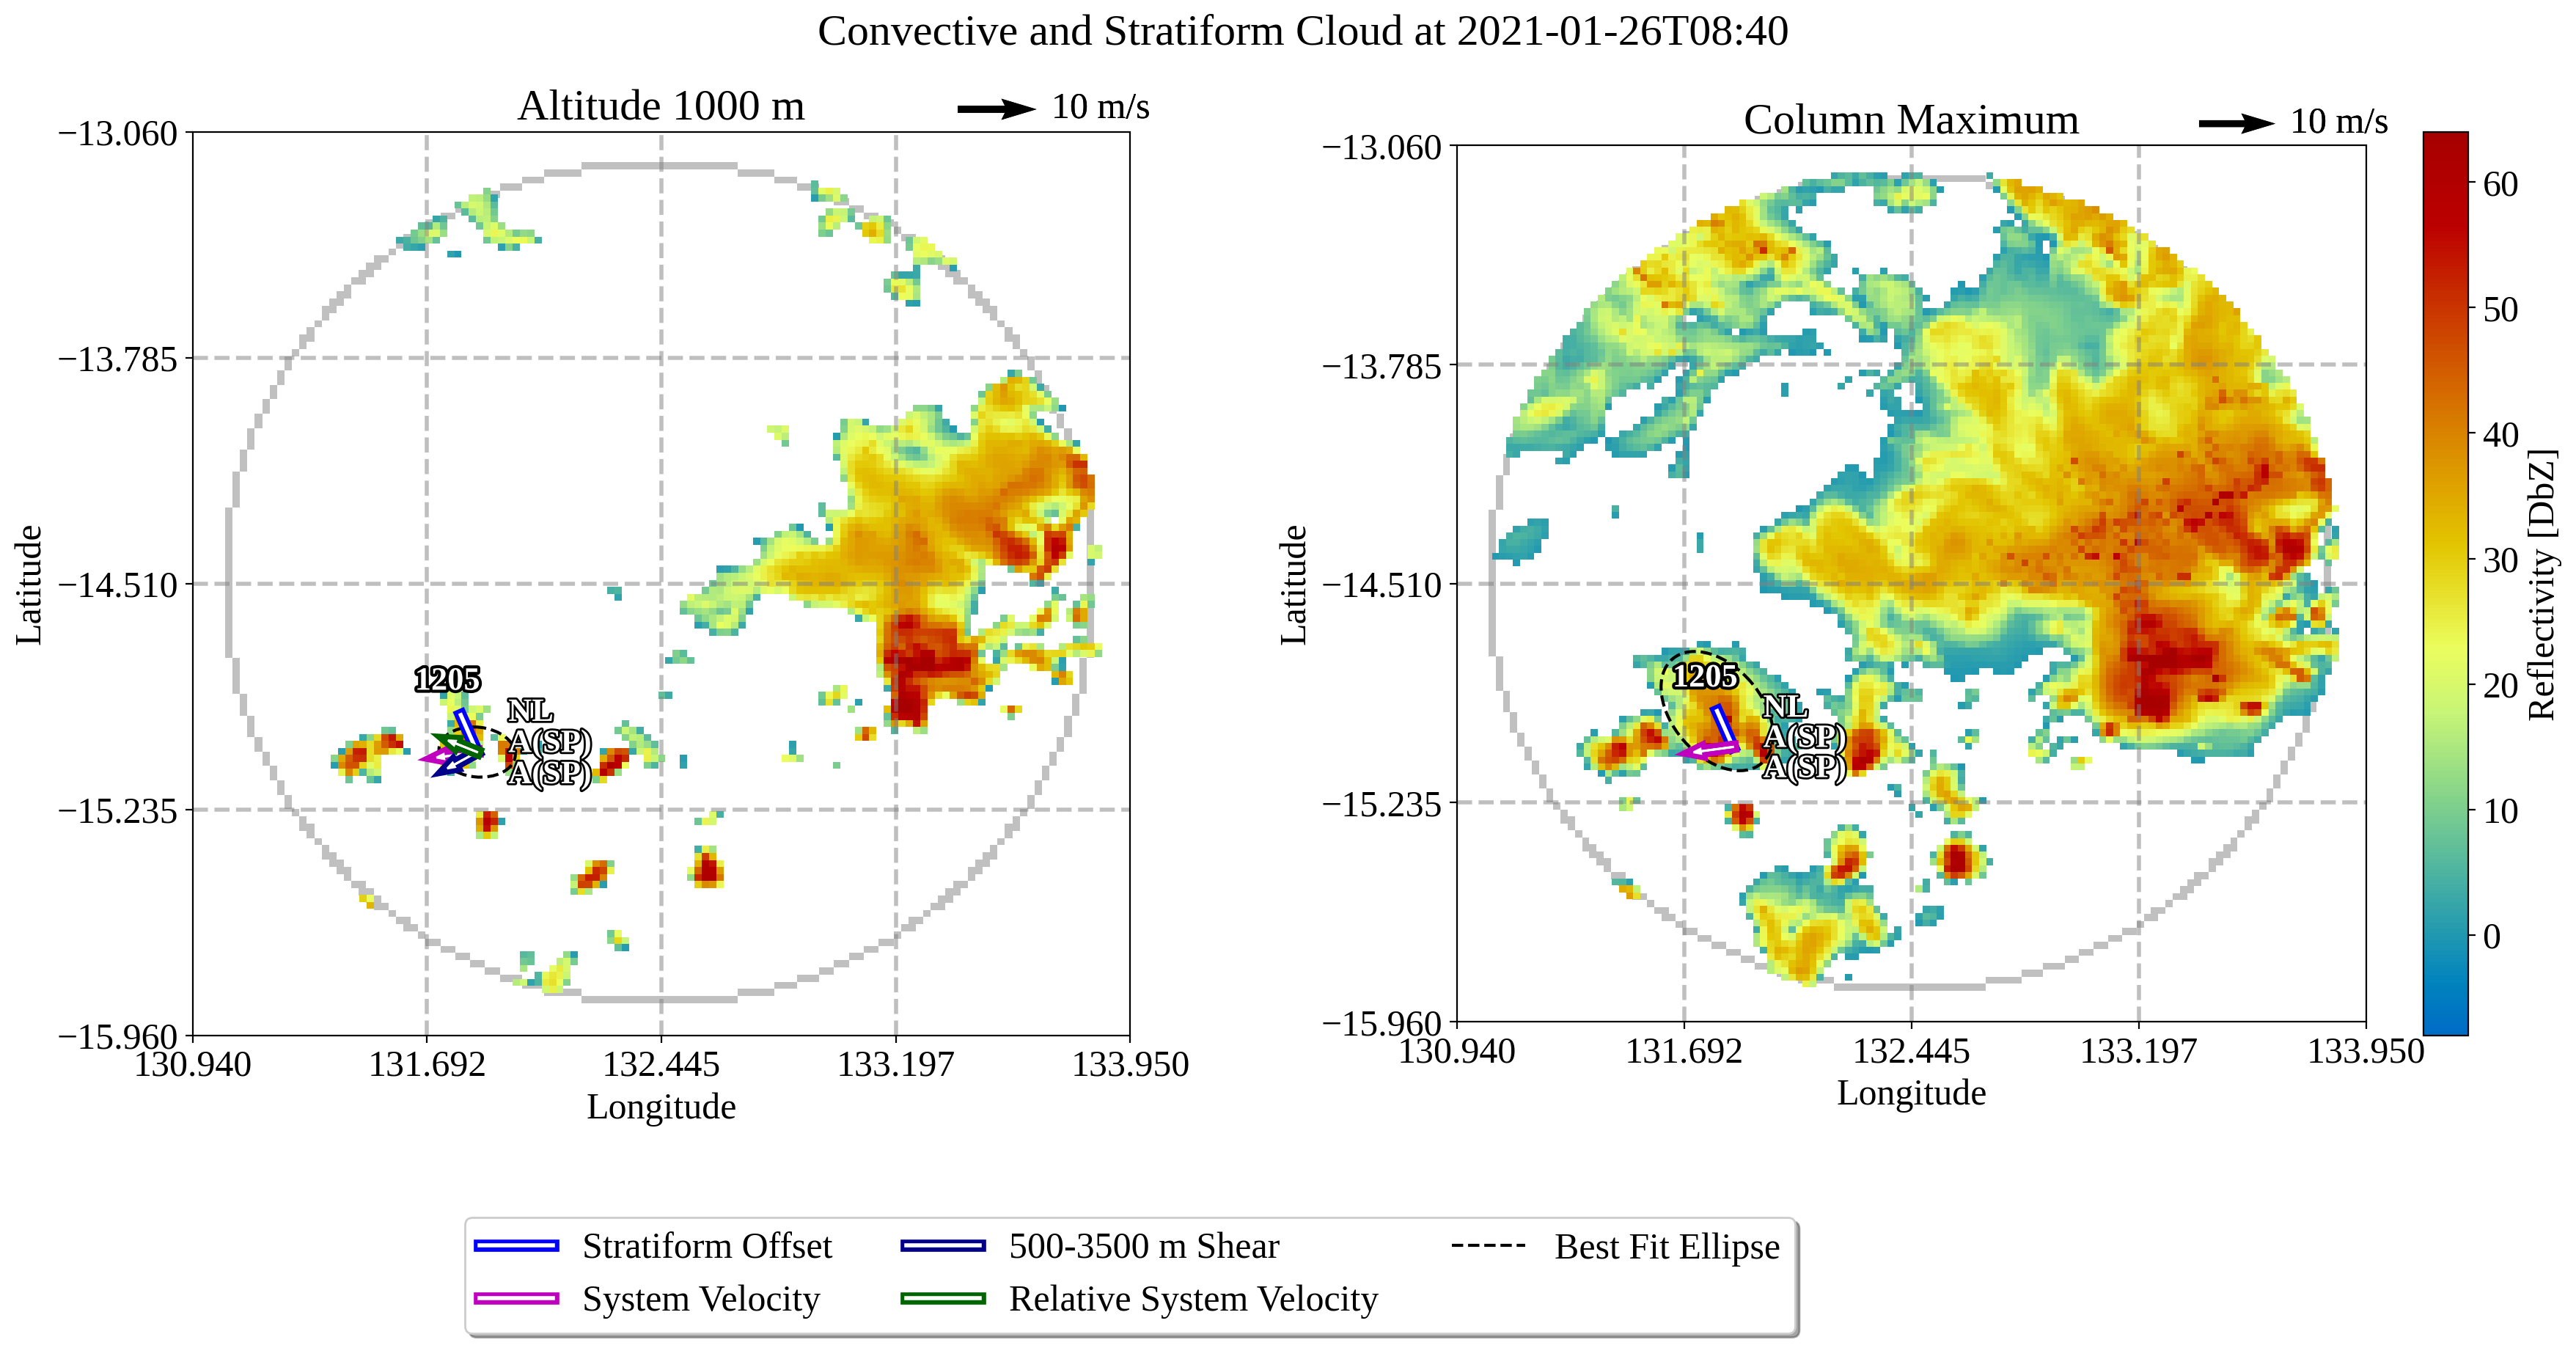 Convective and Stratiform Cloud at 2021-01-26T08:40
Altitude 1000 m
10 m/s
−13.060
−13.785
−14.510
−15.235
−15.960
Latitude
130.940
131.692
132.445
133.197
133.950
Longitude
1205
NL
A(SP)
A(SP)
Column Maximum
10 m/s
−13.060
−13.785
−14.510
−15.235
−15.960
Latitude
130.940
131.692
132.445
133.197
133.950
Longitude
1205
NL
A(SP)
A(SP)
60
50
40
30
20
10
0
Reflectivity [DbZ]
Stratiform Offset
System Velocity
500-3500 m Shear
Relative System Velocity
Best Fit Ellipse